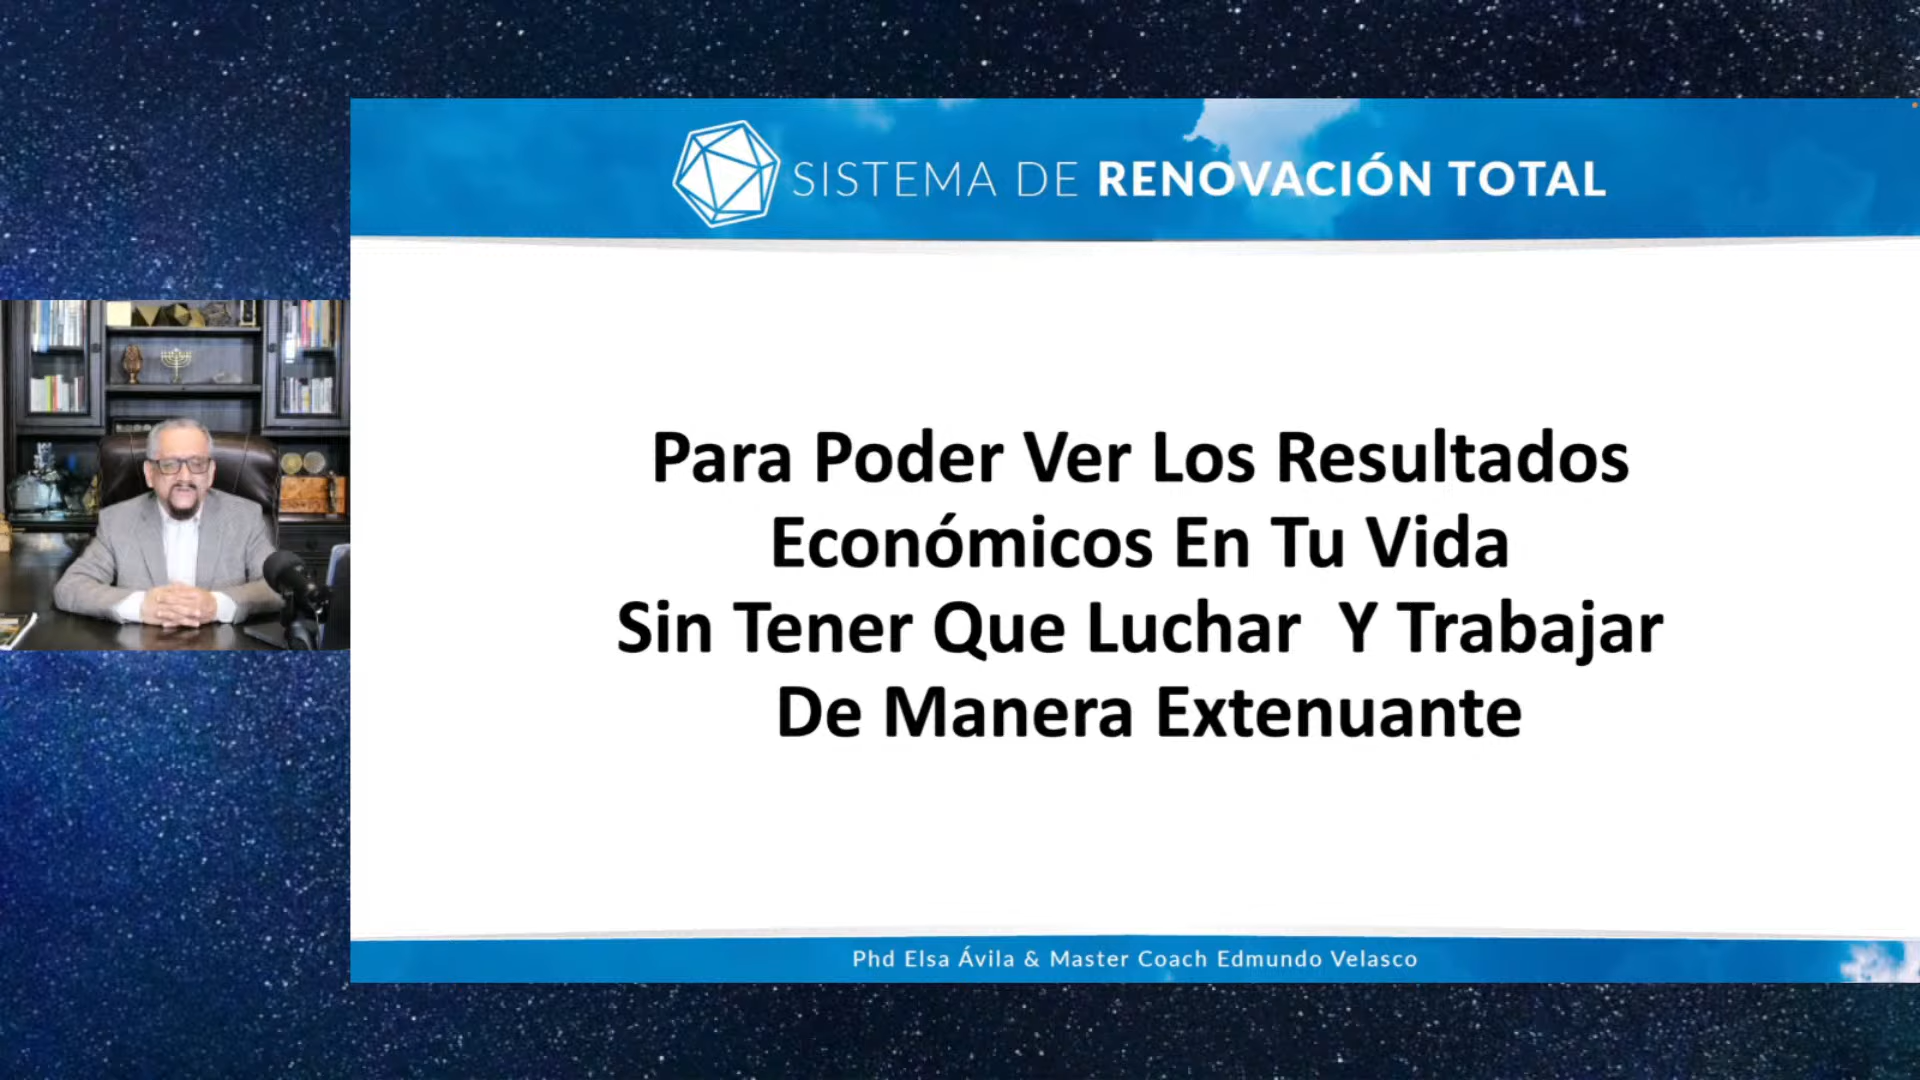 SISTEMA DE RENOVACIÓN TOTAL
Para Poder Ver Los Resultados
Económicos En Tu Vida
Sin Tener Que Luchar Y Trabajar
De Manera Extenuante
Phd Elsa Ávila & Master Coach Edmundo Velasco